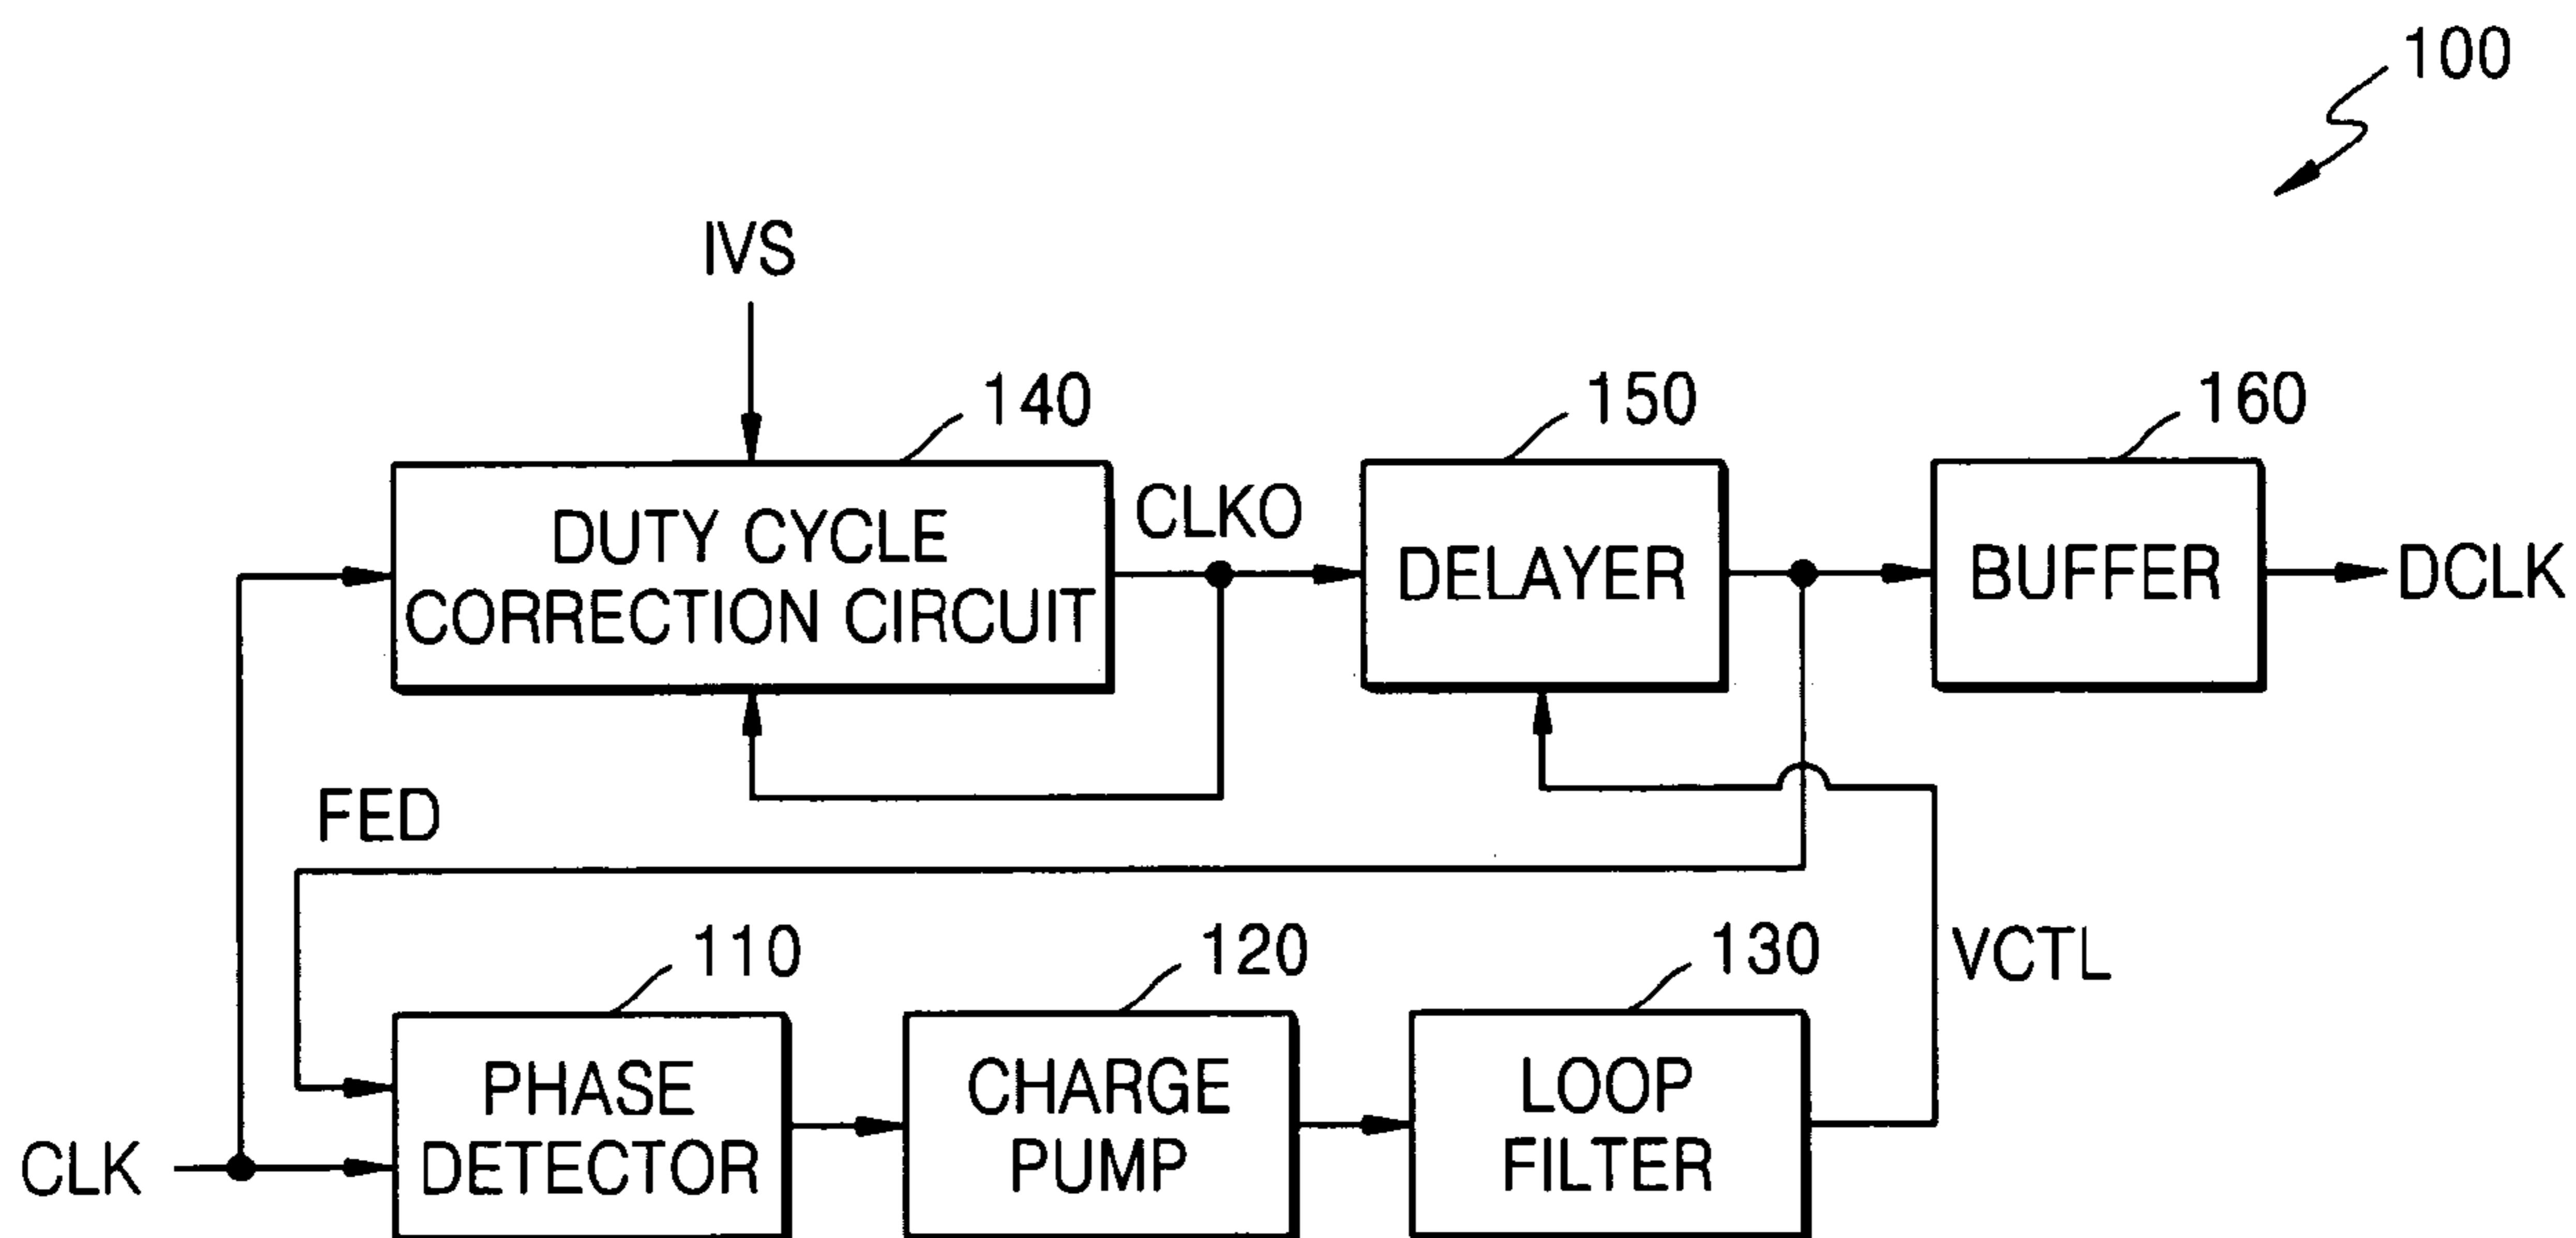 100
IVS
140
150
160
DUTY CYCLE
CORRECTION CIRCUIT
CLKO
DELAYER
BUFFER
DCLK
FED
110
120
130
VCTL
CLK
PHASE
DETECTOR
CHARGE
PUMP
LOOP
FILTER